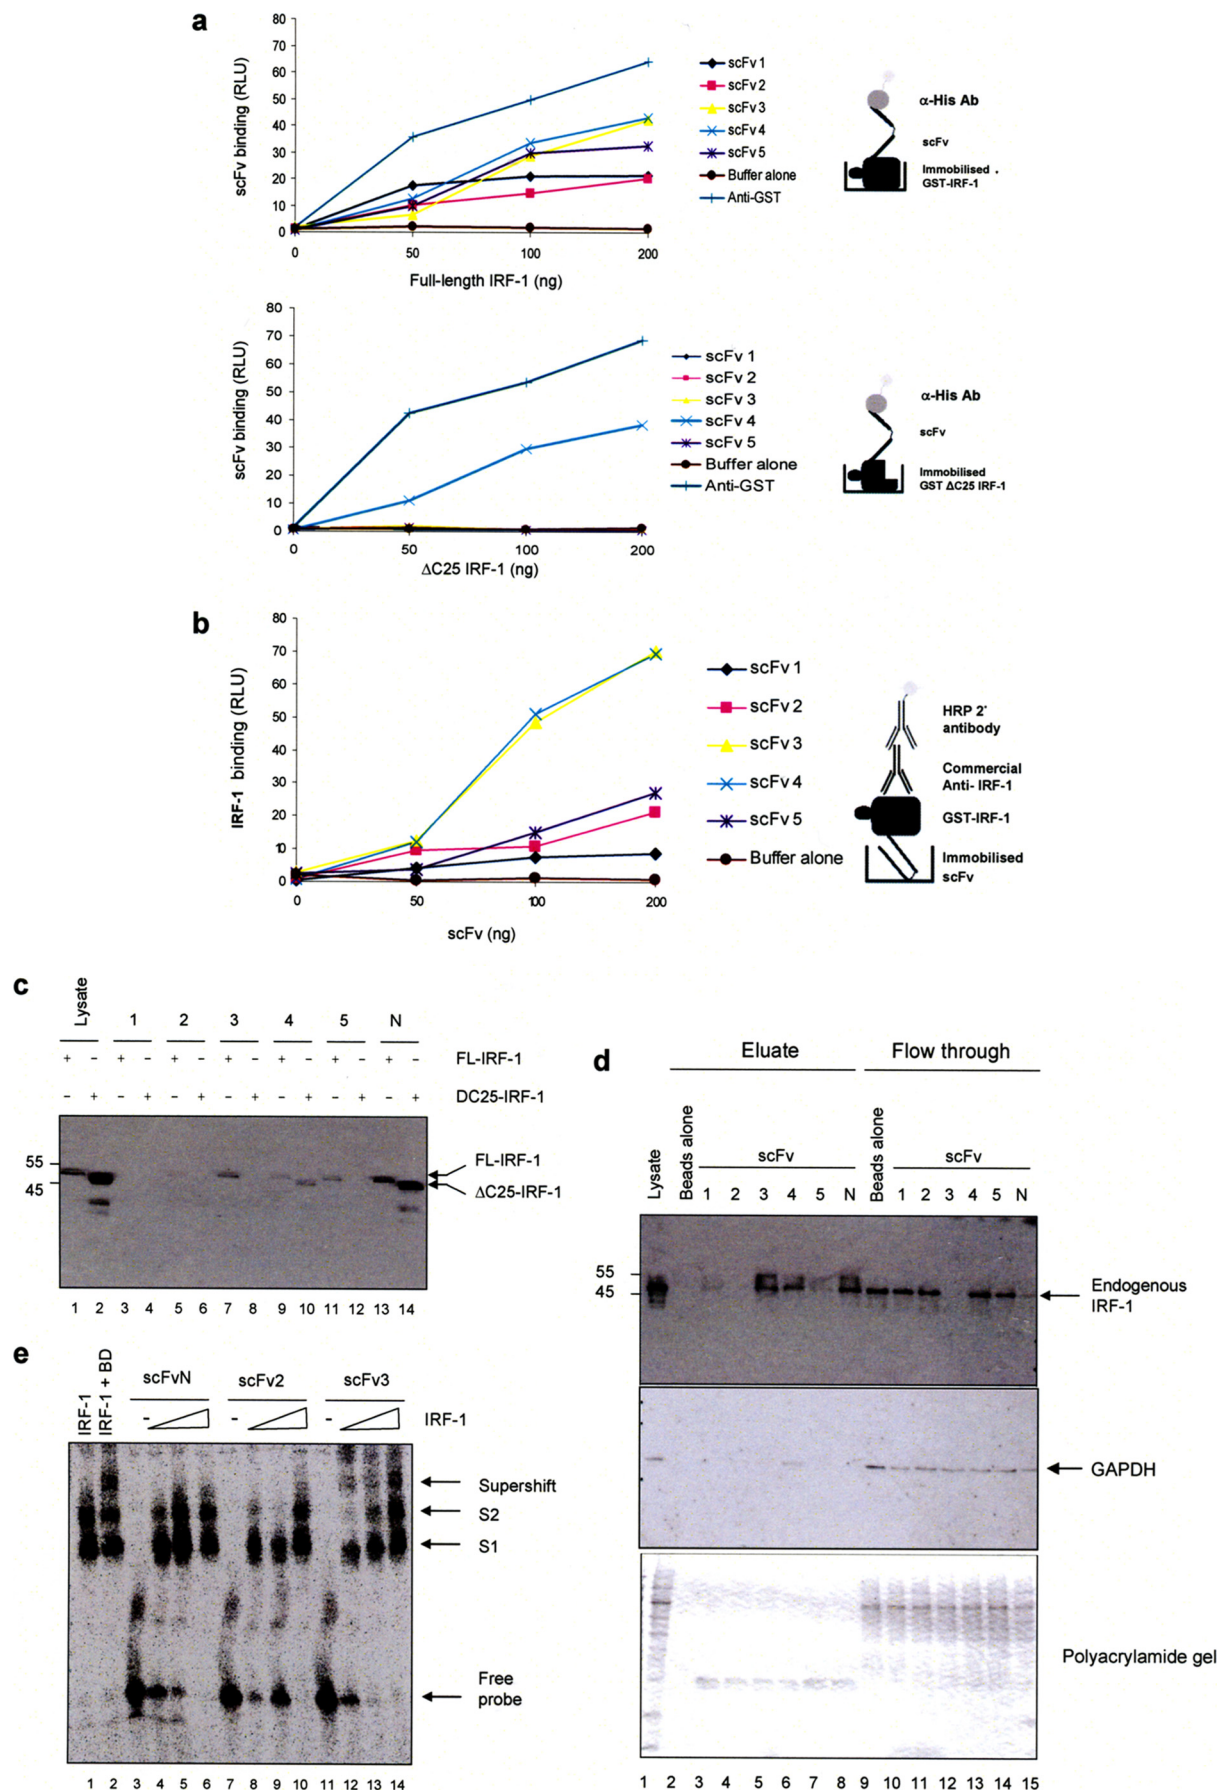 a
80
70
60
50
40
30
20
10
0
scFv binding (RLU)
0 50 100 200
Full-length IRF-1 (ng)
scFv 1
scFv 2
scFv 3
scFv 4
scFv 5
Buffer alone
Anti-GST
α-His Ab
scFv
Immobilised .
GST-IRF-1
80
70
60
50
40
30
20
10
0
scFv binding (RLU)
0 50 100 200
ΔC25 IRF-1 (ng)
scFv 1
scFv 2
scFv 3
scFv 4
scFv 5
Buffer alone
Anti-GST
α-His Ab
scFv
Immobilised
GST ΔC25 IRF-1
b
80
70
60
50
40
30
20
10
0
IRF-1 binding (RLU)
0 50 100 200
scFv (ng)
scFv 1
scFv 2
scFv 3
scFv 4
scFv 5
Buffer alone
HRP 2'
antibody
Commercial
Anti- IRF-1
GST-IRF-1
Immobilised
scFv
c
Lysate 1 2 3 4 5 N
+ - + - + - + - + - + - + - FL-IRF-1
- + - + - + - + - + - + - + DC25-IRF-1
55
45
FL-IRF-1
ΔC25-IRF-1
1 2 3 4 5 6 7 8 9 10 11 12 13 14
d
Eluate Flow through
Lysate Beads alone scFv Beads alone scFv
1 2 3 4 5 N 1 2 3 4 5 N
55
45
Endogenous
IRF-1
GAPDH
Polyacrylamide gel
1 2 3 4 5 6 7 8 9 10 11 12 13 14 15
e
IRF-1 IRF-1 + BD scFvN scFv2 scFv3
- - - IRF-1
Supershift
S2
S1
Free
probe
1 2 3 4 5 6 7 8 9 10 11 12 13 14